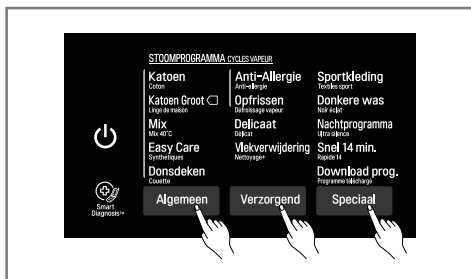 STOOMPROGRAMMA CYCLES VAPEUR
Katoen
Coton
Katoen Groot
Linge de maison
Mix
Mix 40°C
Easy Care
Synthétiques
Donsdeken
Couette
Algemeen
Anti-Allergie
Anti-allergie
Opfrissen
Défroissage vapeur
Delicaat
Délicat
Vlekverwijdering
Nettoyage+
Verzorgend
Sportkleding
Textiles sport
Donkere was
Noir éclat
Nachtprogramma
Ultra silence
Snel 14 min.
Rapide 14
Download prog.
Programme téléchargé
Speciaal
Smart
Diagnosis™